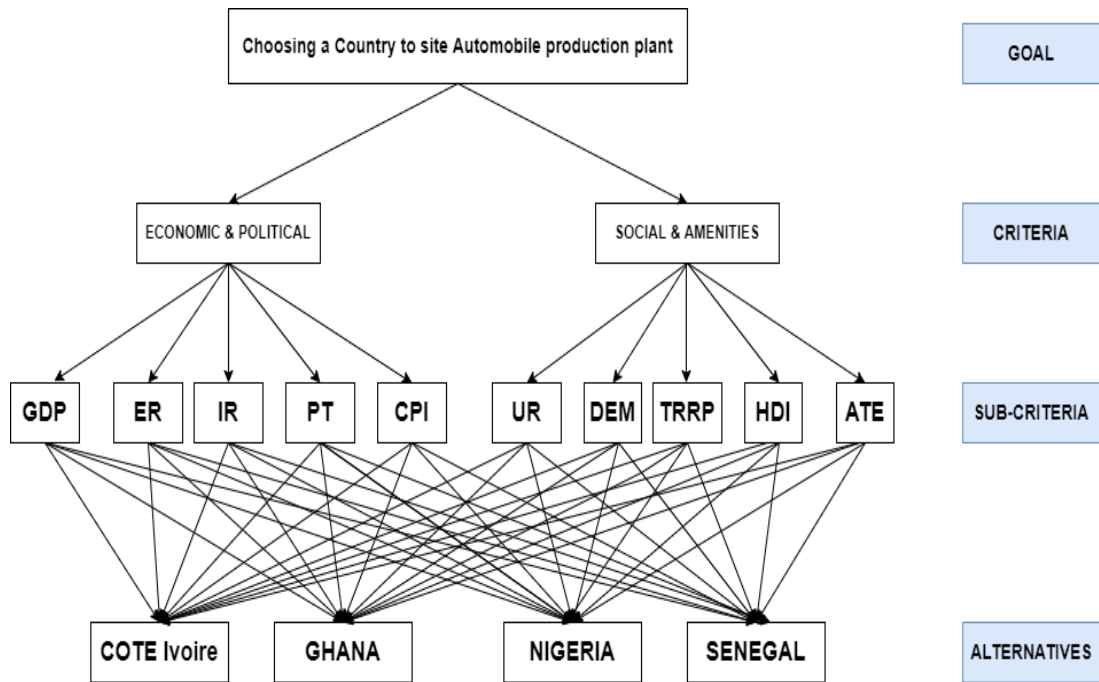 Choosing a Country to site Automobile production plant
GOAL
ECONOMIC & POLITICAL
SOCIAL & AMENITIES
CRITERIA
GDP
ER
IR
PT
CPI
UR
DEM
TRRP
HDI
ATE
SUB-CRITERIA
COTE Ivoire
GHANA
NIGERIA
SENEGAL
ALTERNATIVES